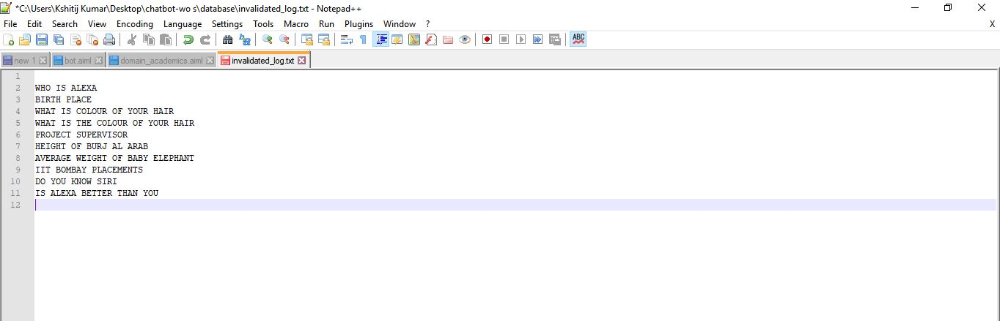 *C:\Users\Kshitij Kumar\Desktop\chatbot-wo s\database\invalidated_log.txt - Notepad++
File Edit Search View Encoding Language Settings Tools Macro Run Plugins Window ? X
ABC
new 1 bot.aiml domain_academics.aiml invalidated_log.txt
1
2 WHO IS ALEXA
3 BIRTH PLACE
4 WHAT IS COLOUR OF YOUR HAIR
5 WHAT IS THE COLOUR OF YOUR HAIR
6 PROJECT SUPERVISOR
7 HEIGHT OF BURJ AL ARAB
8 AVERAGE WEIGHT OF BABY ELEPHANT
9 IIT BOMBAY PLACEMENTS
10 DO YOU KNOW SIRI
11 IS ALEXA BETTER THAN YOU
12